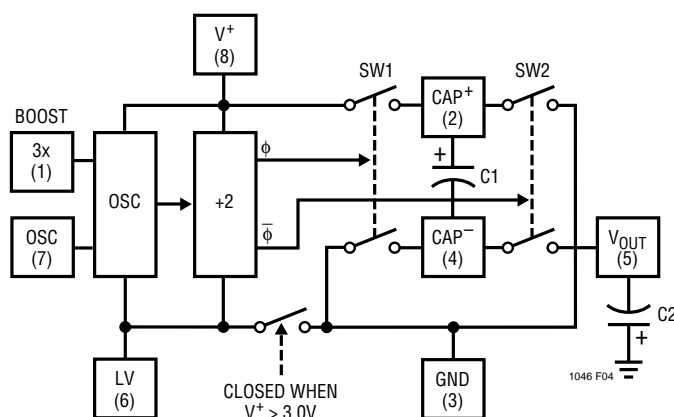 V+
(8)
SW1
SW2
CAP+
(2)
BOOST
3x
(1)
OSC
+2
ϕ
+
C1
OSC
(7)
ϕ̅
CAP−
(4)
VOUT
(5)
C2
+
LV
(6)
CLOSED WHEN
V+ > 3.0V
GND
(3)
1046 F04